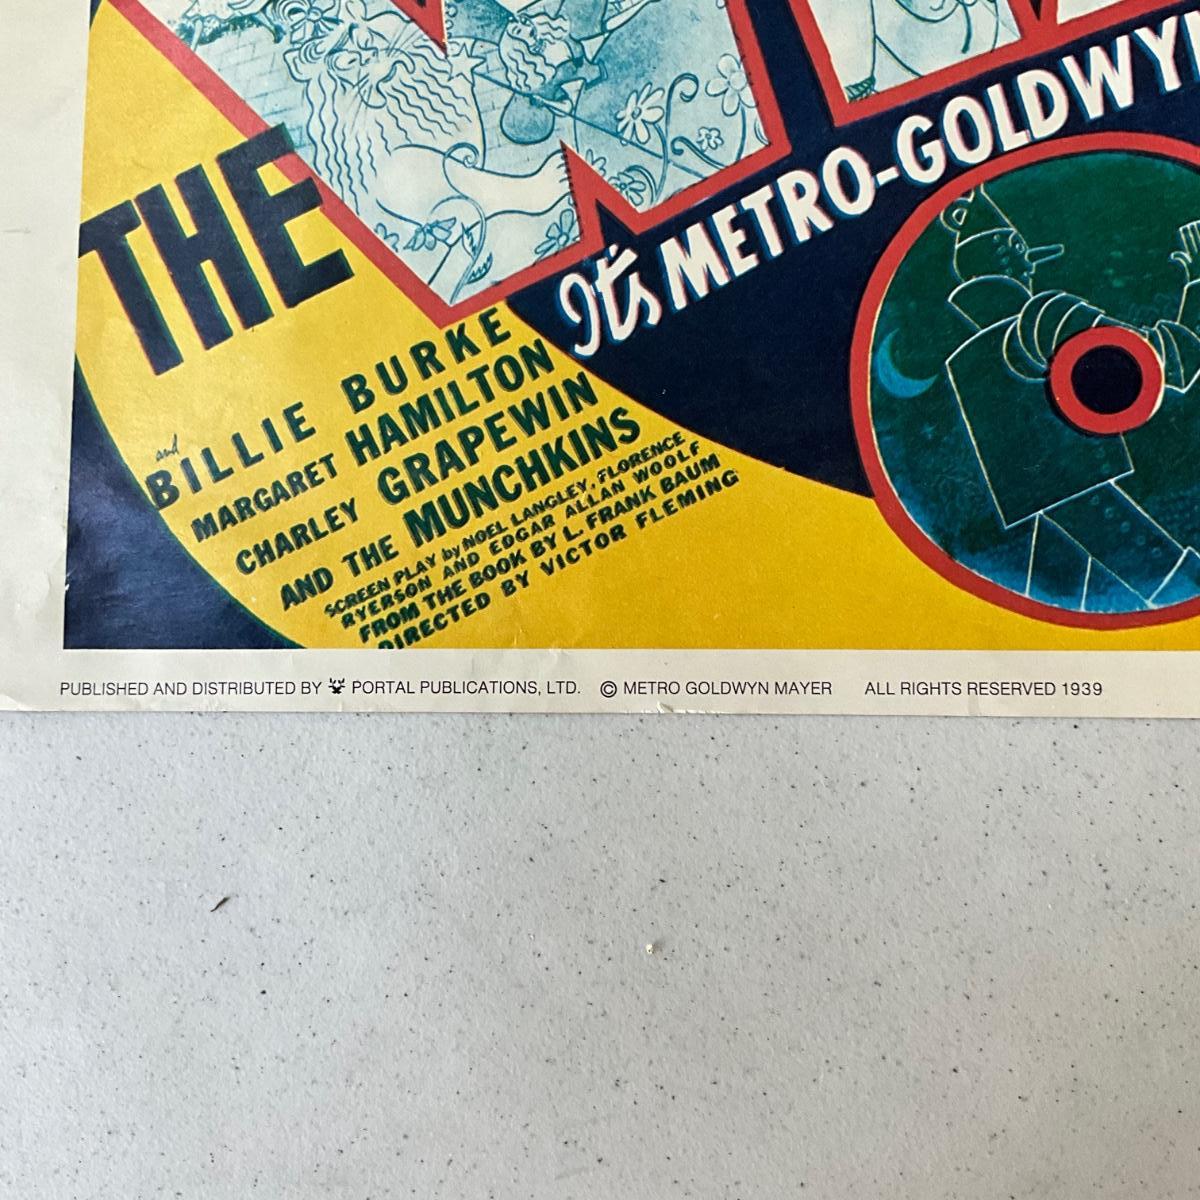 THE
It's METRO-GOLDWY
and
BILLIE BURKE
MARGARET HAMILTON
CHARLEY GRAPEWIN
AND THE MUNCHKINS
SCREEN PLAY by NOEL LANGLEY, FLORENCE
RYERSON AND EDGAR ALLAN WOOLF
FROM THE BOOK BY L. FRANK BAUM
DIRECTED BY VICTOR FLEMING
PUBLISHED AND DISTRIBUTED BY PORTAL PUBLICATIONS, LTD. © METRO GOLDWYN MAYER ALL RIGHTS RESERVED 1939